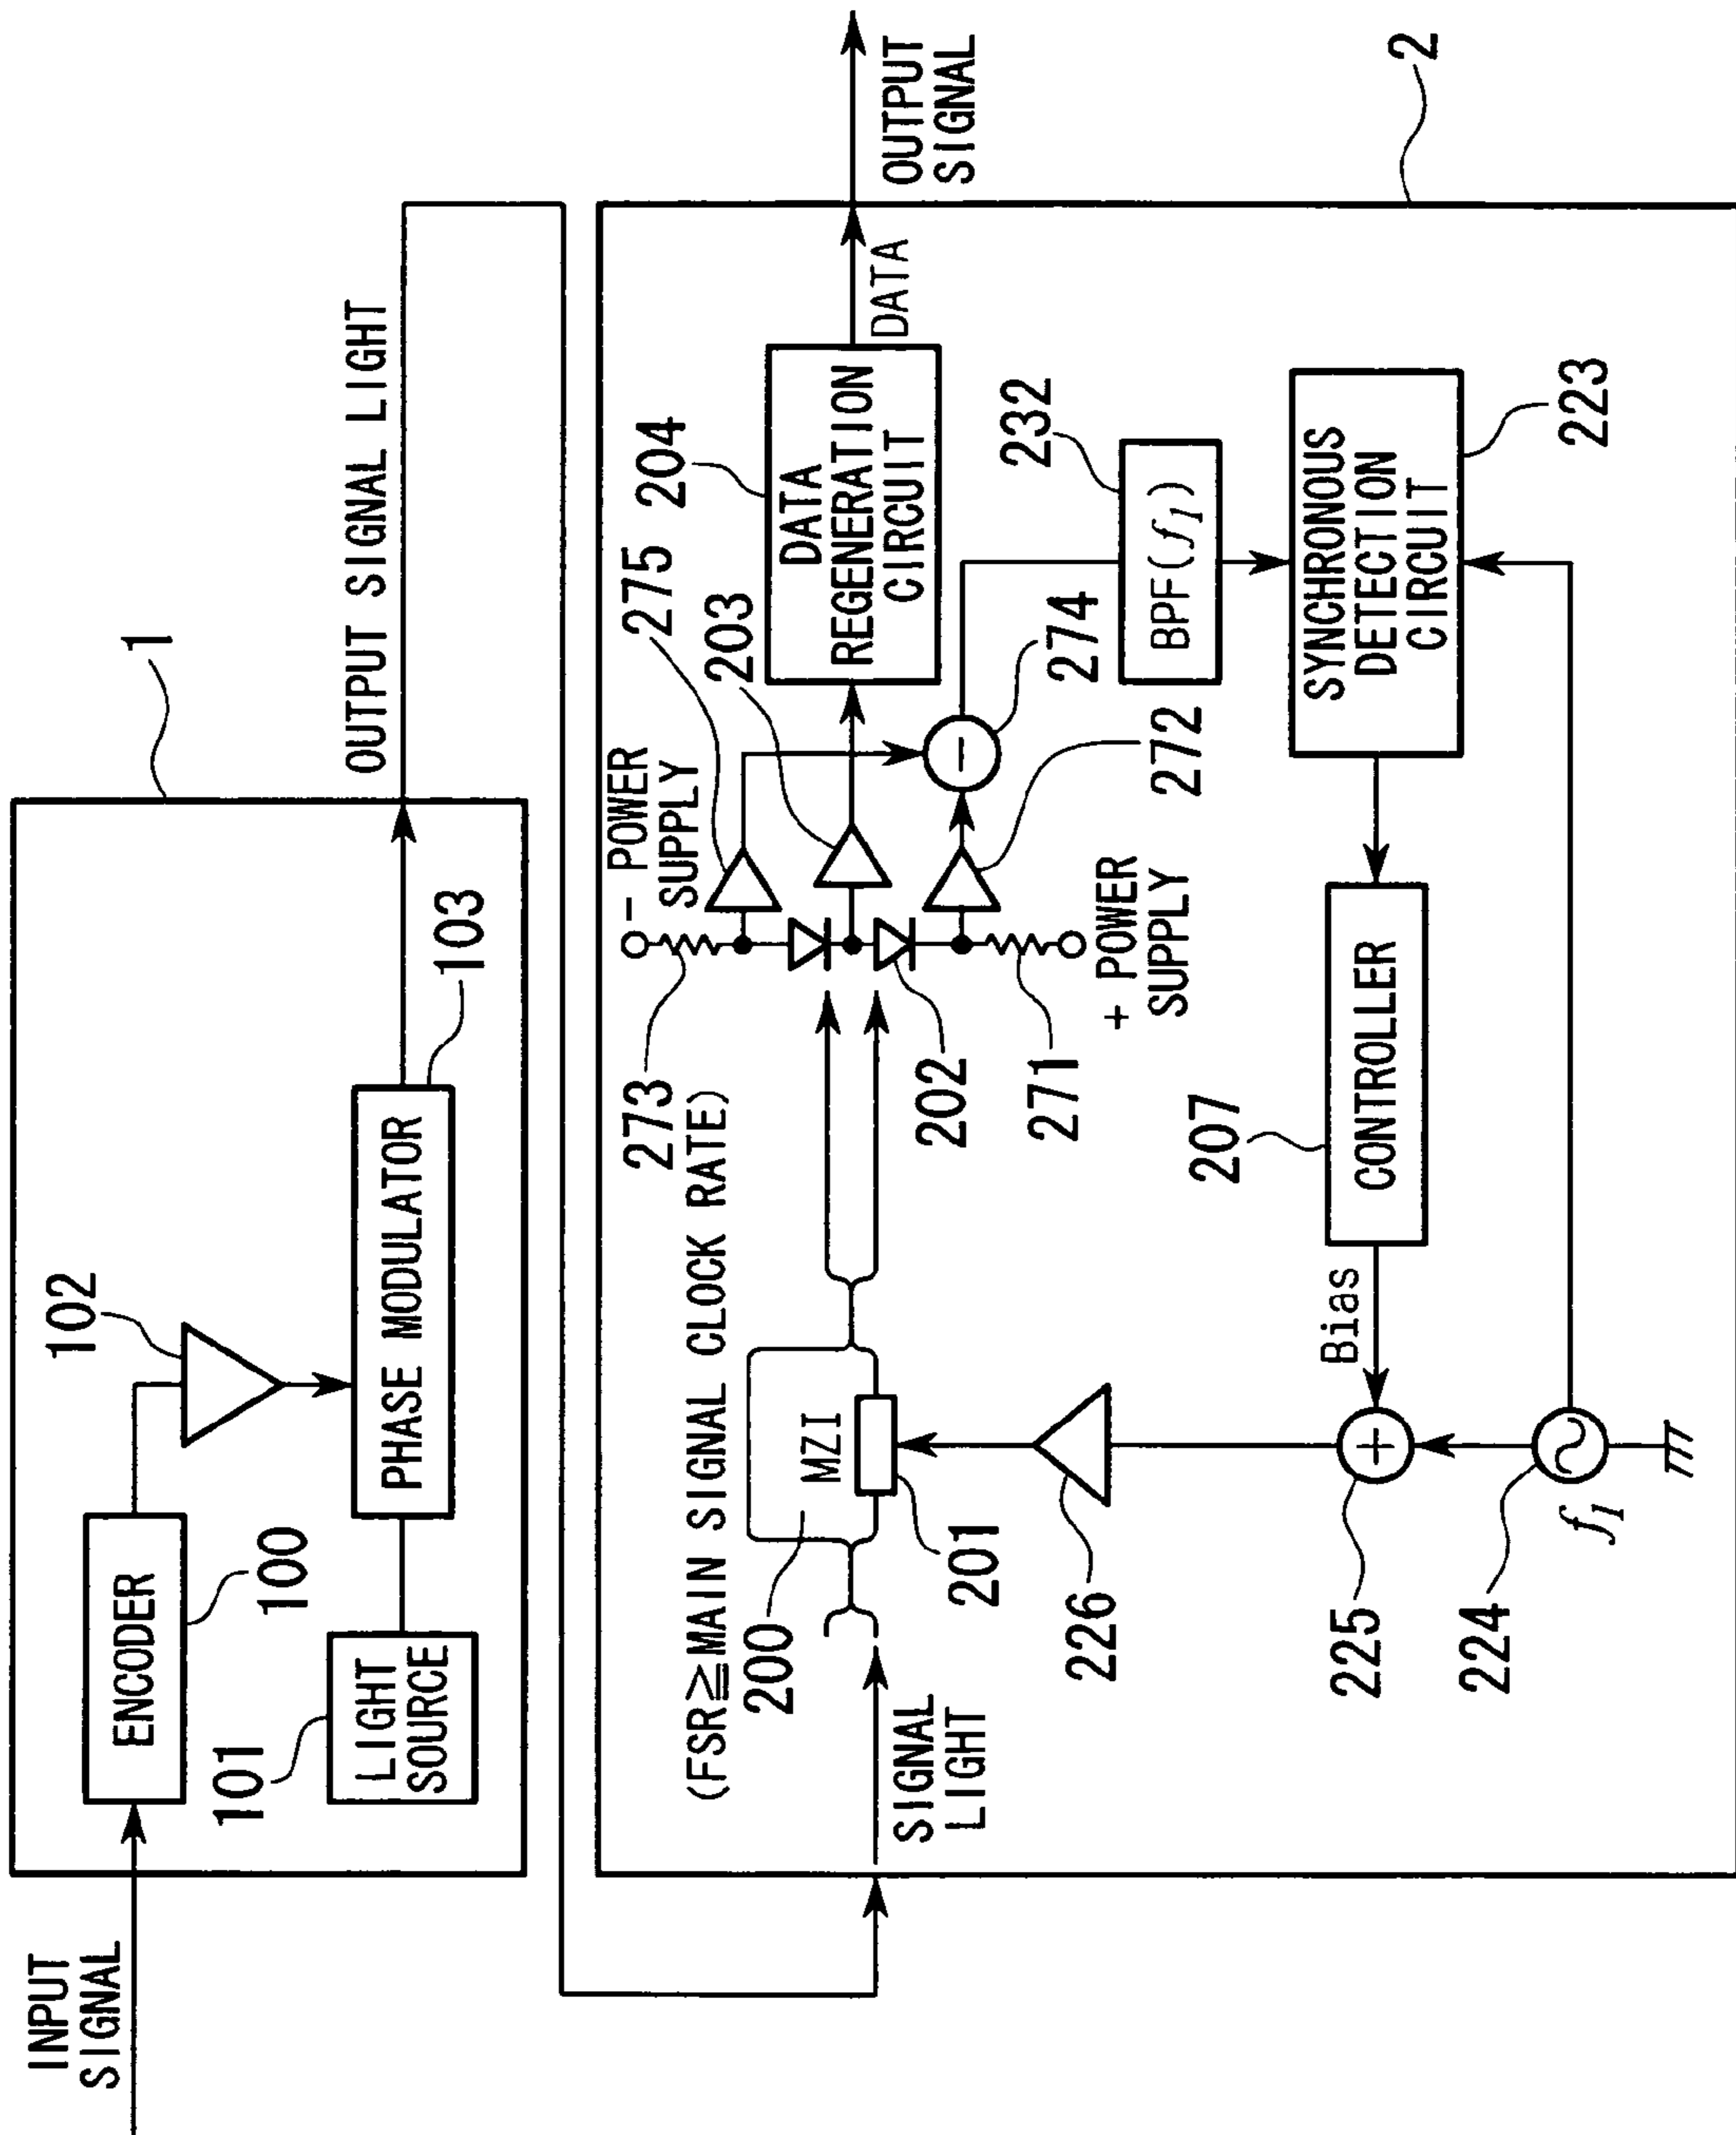 INPUT
SIGNAL
1
ENCODER
100
102
101
LIGHT
SOURCE
PHASE MODULATOR
103
OUTPUT SIGNAL LIGHT
2
(FSR≧MAIN SIGNAL CLOCK RATE)
SIGNAL
LIGHT
200
MZI
201
226
225
224
f1
Bias
207
CONTROLLER
273
- POWER
SUPPLY
275
203
202
271
+ POWER
SUPPLY
272
274
204
DATA
REGENERATION
CIRCUIT
DATA
OUTPUT
SIGNAL
232
BPF(f1)
SYNCHRONOUS
DETECTION
CIRCUIT
223